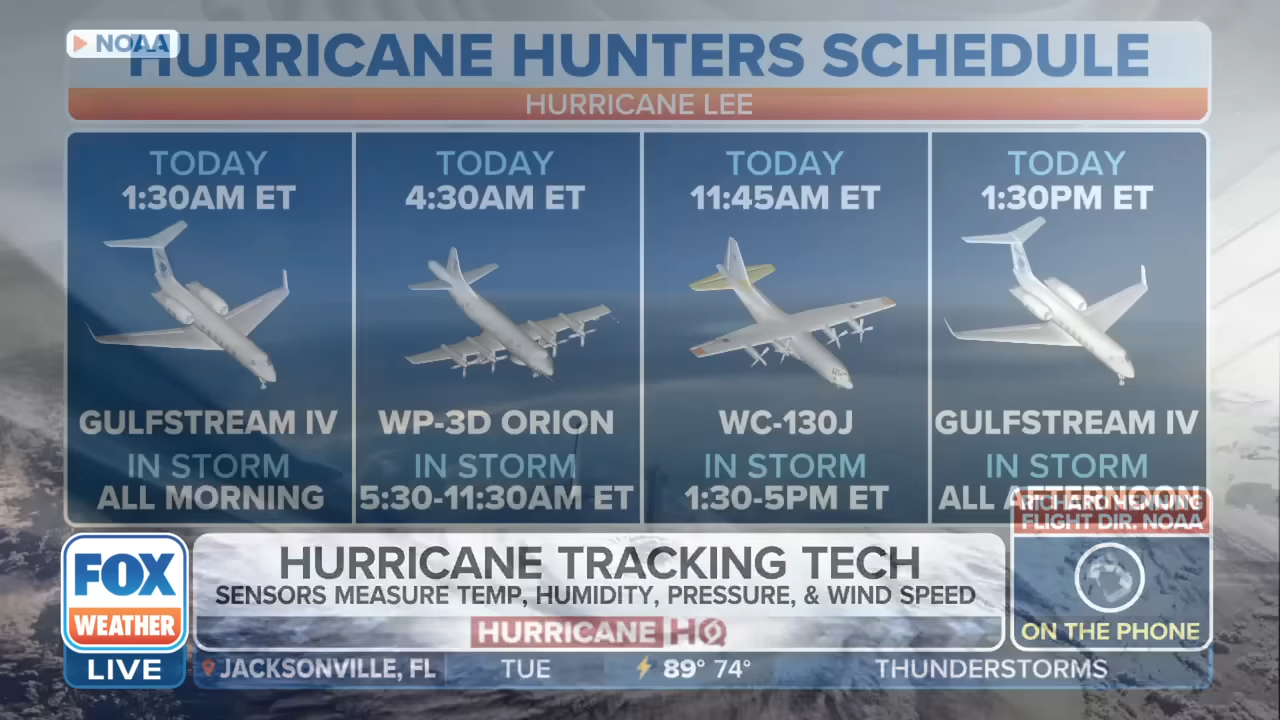 NOAA
HURRICANE HUNTERS SCHEDULE
HURRICANE LEE
TODAY
1:30AM ET
GULFSTREAM IV
IN STORM
ALL MORNING
TODAY
4:30AM ET
WP-3D ORION
IN STORM
5:30-11:30AM ET
TODAY
11:45AM ET
WC-130J
IN STORM
1:30-5PM ET
TODAY
1:30PM ET
GULFSTREAM IV
IN STORM
ALL AFTERNOON
RICHARD HENNING
FLIGHT DIR. NOAA
ON THE PHONE
FOX
WEATHER
LIVE
HURRICANE TRACKING TECH
SENSORS MEASURE TEMP, HUMIDITY, PRESSURE, & WIND SPEED
HURRICANE HQ
JACKSONVILLE, FL TUE 89° 74° THUNDERSTORMS